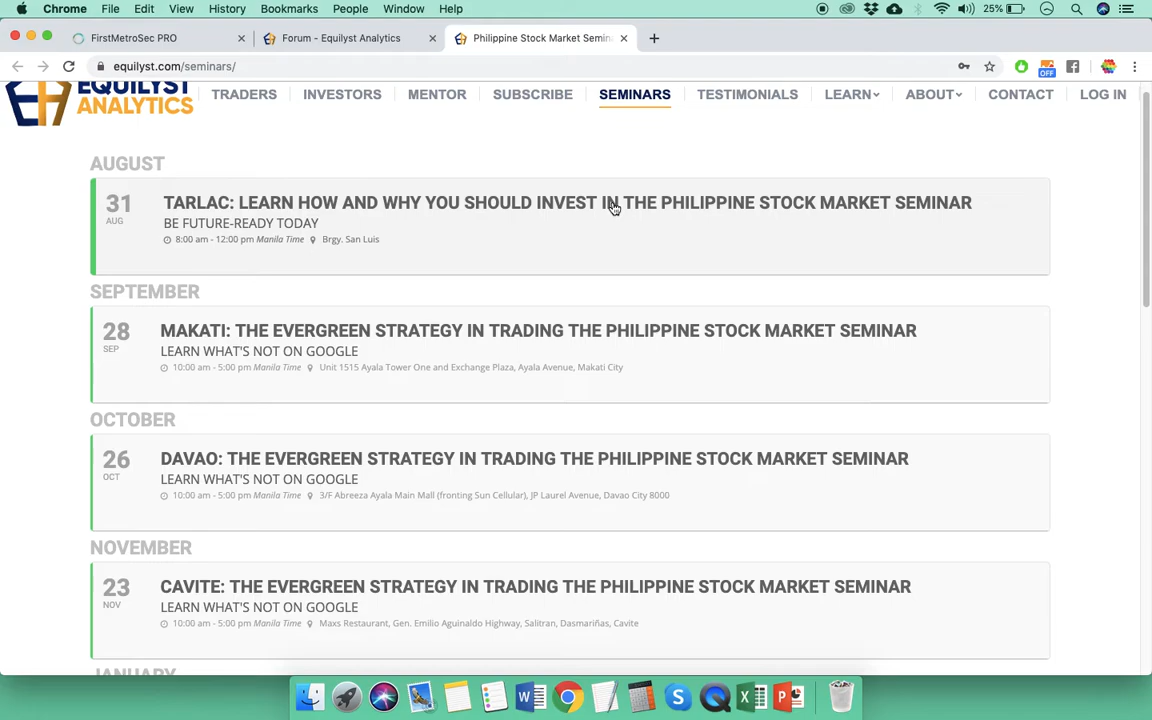 Chrome File Edit View History Bookmarks People Window Help 25%
FirstMetroSec PRO Forum - Equilyst Analytics Philippine Stock Market Semin
equilyst.com/seminars/ OFF
EQUILYST
ANALYTICS
TRADERS INVESTORS MENTOR SUBSCRIBE SEMINARS TESTIMONIALS LEARN ABOUT CONTACT LOG IN
AUGUST
31 AUG
TARLAC: LEARN HOW AND WHY YOU SHOULD INVEST IN THE PHILIPPINE STOCK MARKET SEMINAR
BE FUTURE-READY TODAY
8:00 am - 12:00 pm Manila Time Brgy. San Luis
SEPTEMBER
28 SEP
MAKATI: THE EVERGREEN STRATEGY IN TRADING THE PHILIPPINE STOCK MARKET SEMINAR
LEARN WHAT'S NOT ON GOOGLE
10:00 am - 5:00 pm Manila Time Unit 1515 Ayala Tower One and Exchange Plaza, Ayala Avenue, Makati City
OCTOBER
26 OCT
DAVAO: THE EVERGREEN STRATEGY IN TRADING THE PHILIPPINE STOCK MARKET SEMINAR
LEARN WHAT'S NOT ON GOOGLE
10:00 am - 5:00 pm Manila Time 3/F Abreeza Ayala Main Mall (fronting Sun Cellular), JP Laurel Avenue, Davao City 8000
NOVEMBER
23 NOV
CAVITE: THE EVERGREEN STRATEGY IN TRADING THE PHILIPPINE STOCK MARKET SEMINAR
LEARN WHAT'S NOT ON GOOGLE
10:00 am - 5:00 pm Manila Time Maxs Restaurant, Gen. Emilio Aguinaldo Highway, Salitran, Dasmariñas, Cavite
JANUARY